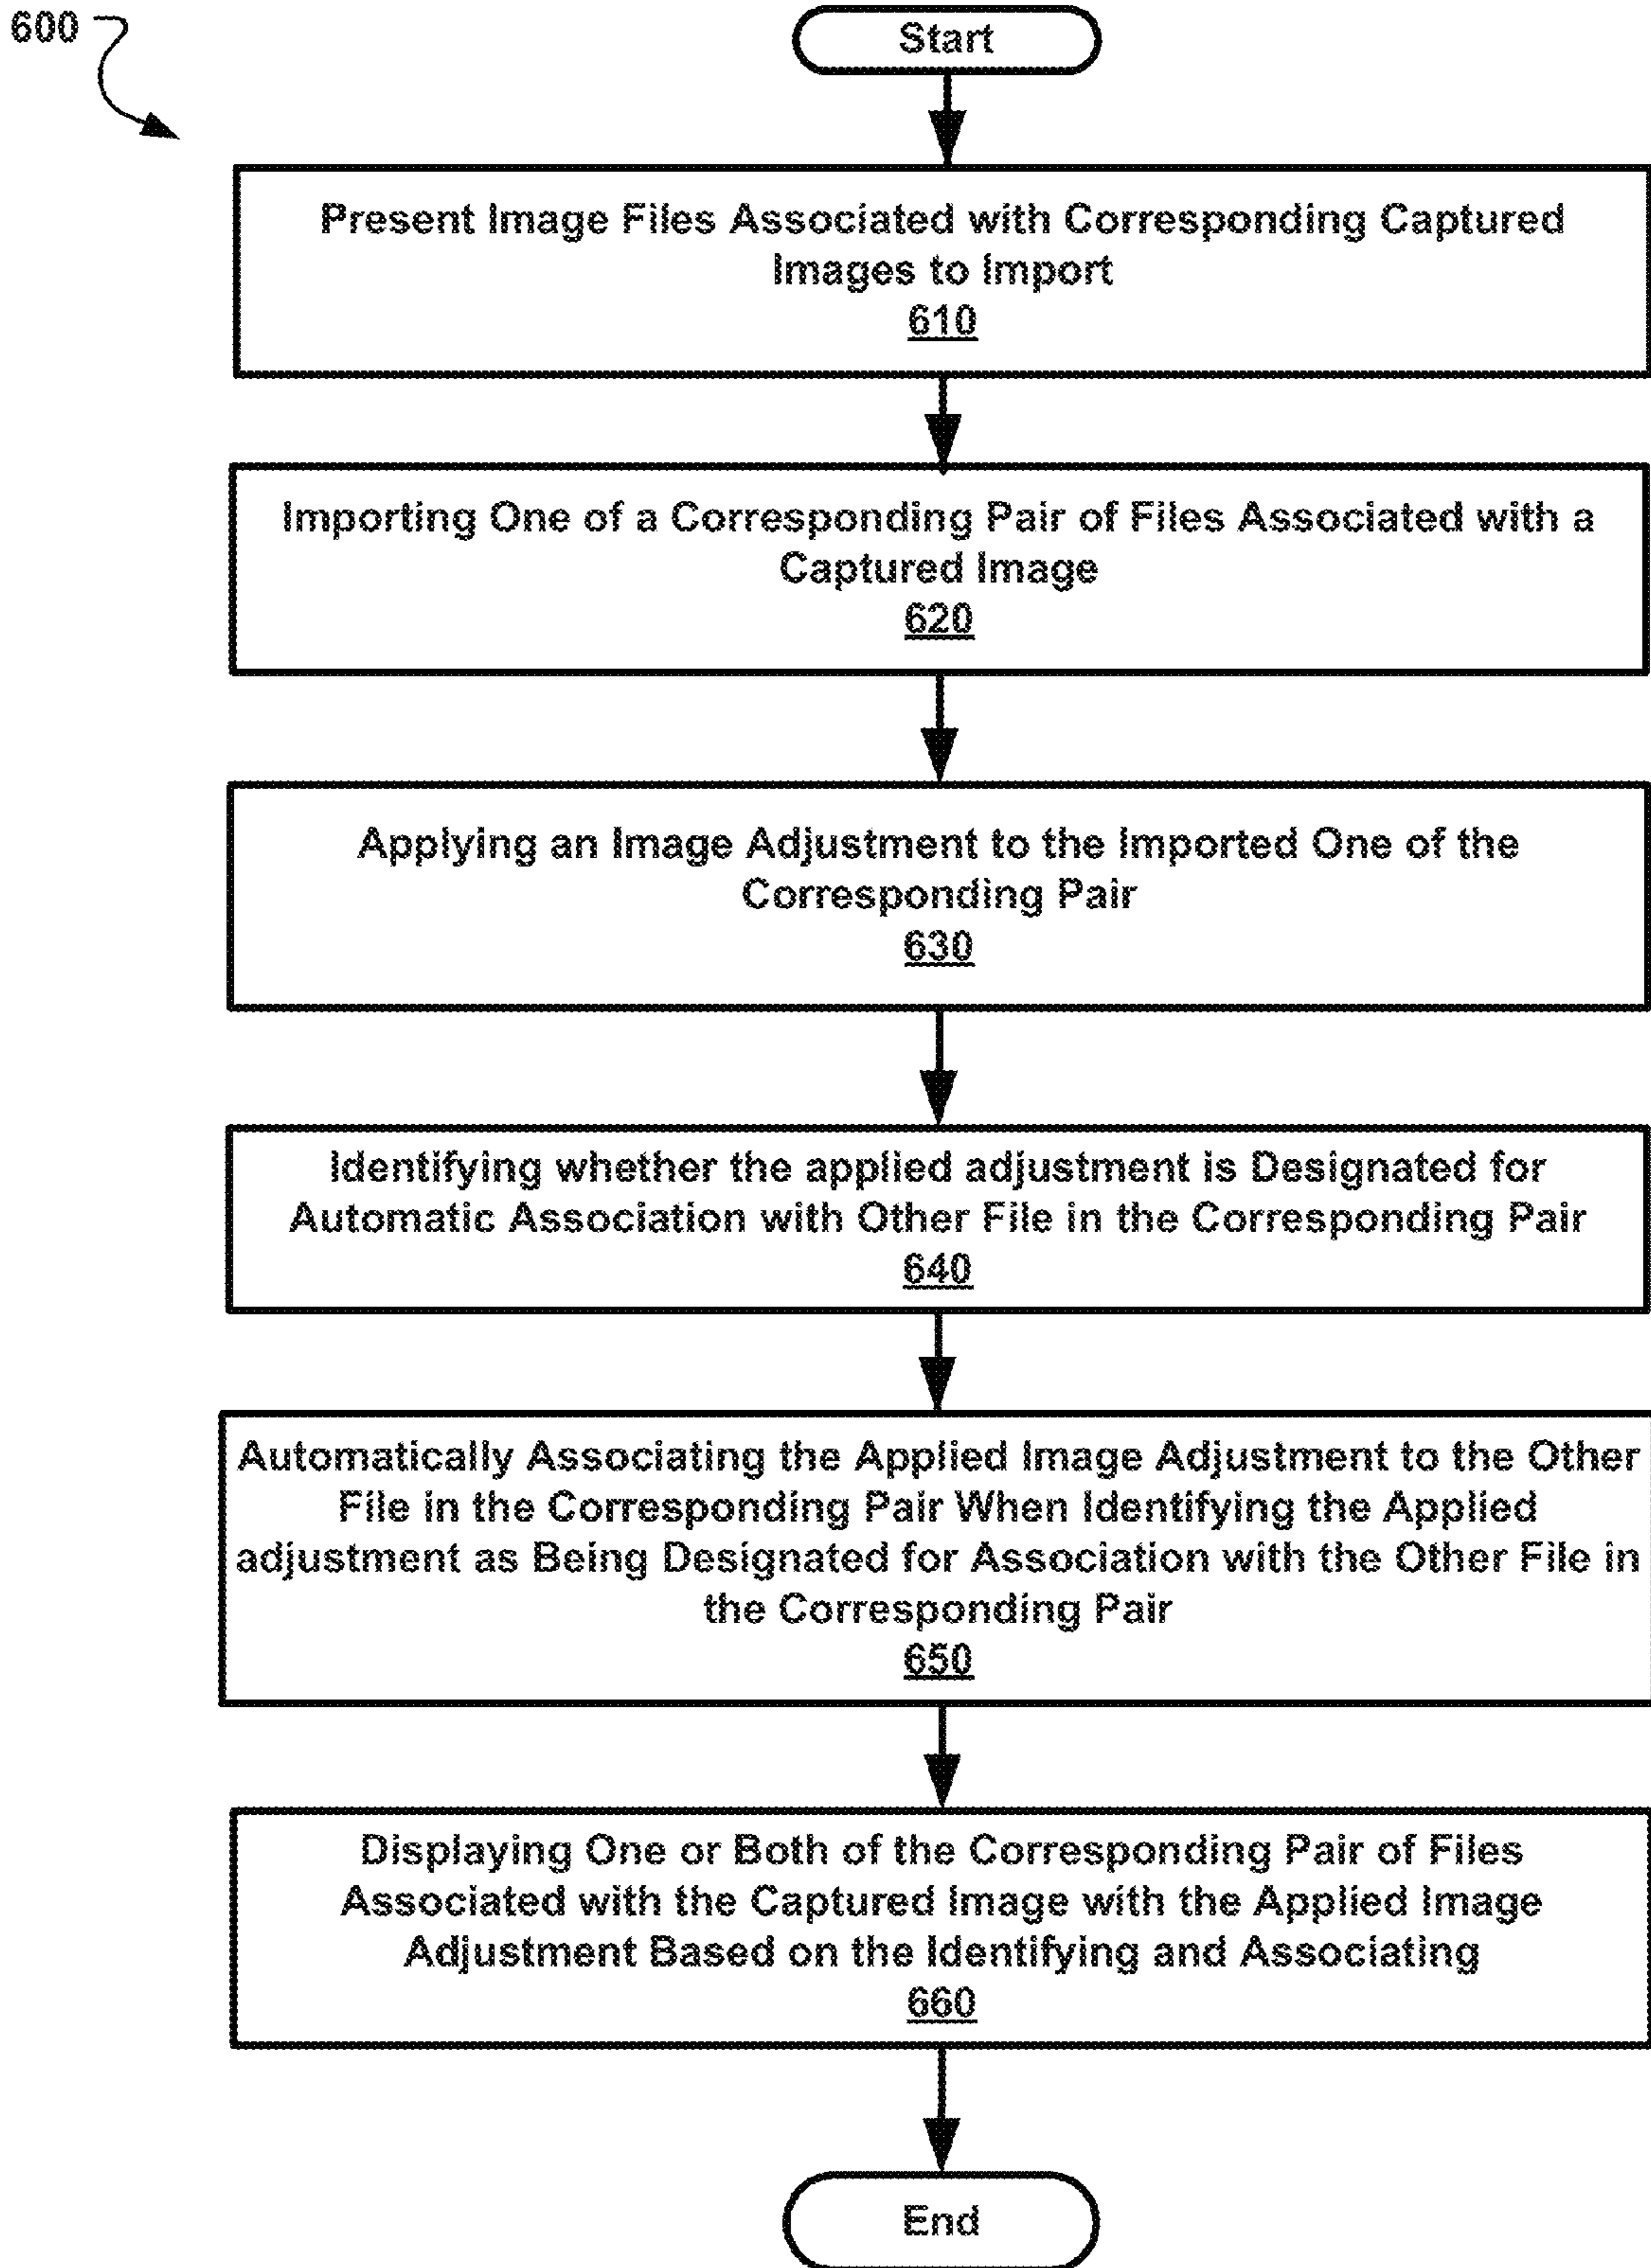 600
Start
Present Image Files Associated with Corresponding Captured
Images to Import
610
Importing One of a Corresponding Pair of Files Associated with a
Captured Image
620
Applying an Image Adjustment to the Imported One of the
Corresponding Pair
630
Identifying whether the applied adjustment is Designated for
Automatic Association with Other File in the Corresponding Pair
640
Automatically Associating the Applied Image Adjustment to the Other
File in the Corresponding Pair When Identifying the Applied
adjustment as Being Designated for Association with the Other File in
the Corresponding Pair
650
Displaying One or Both of the Corresponding Pair of Files
Associated with the Captured Image with the Applied Image
Adjustment Based on the Identifying and Associating
660
End